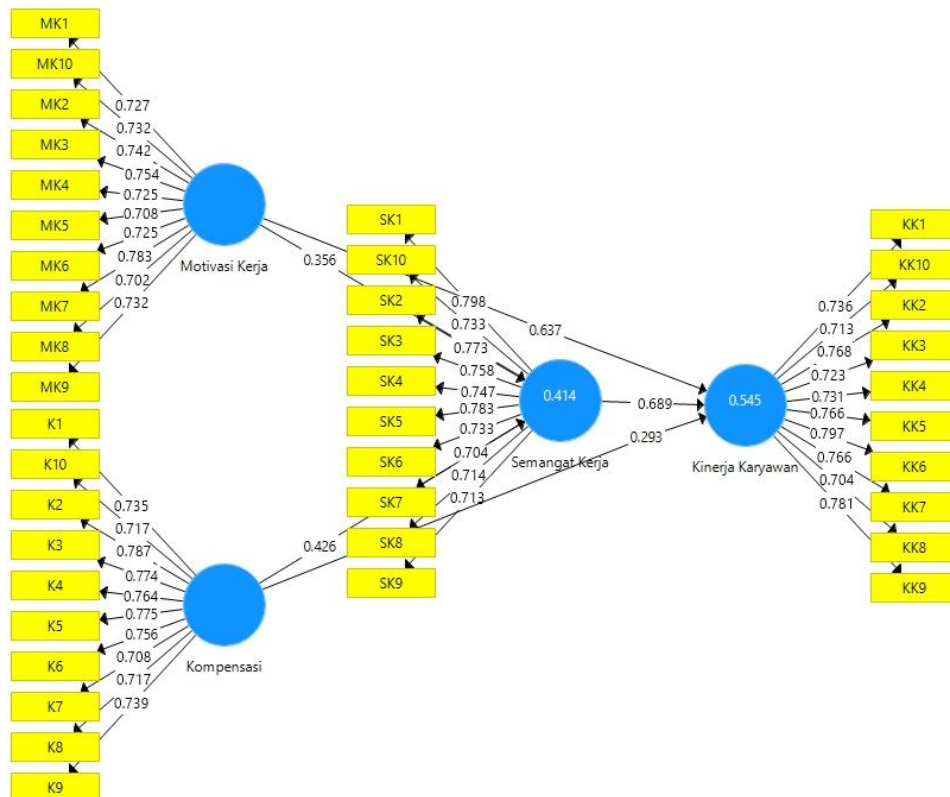 MK1
MK10
MK2
MK3
MK4
MK5
MK6
MK7
MK8
MK9
0.727
0.732
0.742
0.754
0.725
0.708
0.725
0.783
0.702
0.732
Motivasi Kerja
K1
K10
K2
K3
K4
K5
K6
K7
K8
K9
0.735
0.717
0.787
0.774
0.764
0.775
0.756
0.708
0.717
0.739
Kompensasi
0.356
0.426
SK1
SK10
SK2
SK3
SK4
SK5
SK6
SK7
SK8
SK9
0.798
0.733
0.773
0.758
0.747
0.783
0.733
0.704
0.714
0.713
0.414
Semangat Kerja
0.637
0.689
0.293
0.545
Kinerja Karyawan
0.736
0.713
0.768
0.723
0.731
0.766
0.797
0.766
0.704
0.781
KK1
KK10
KK2
KK3
KK4
KK5
KK6
KK7
KK8
KK9